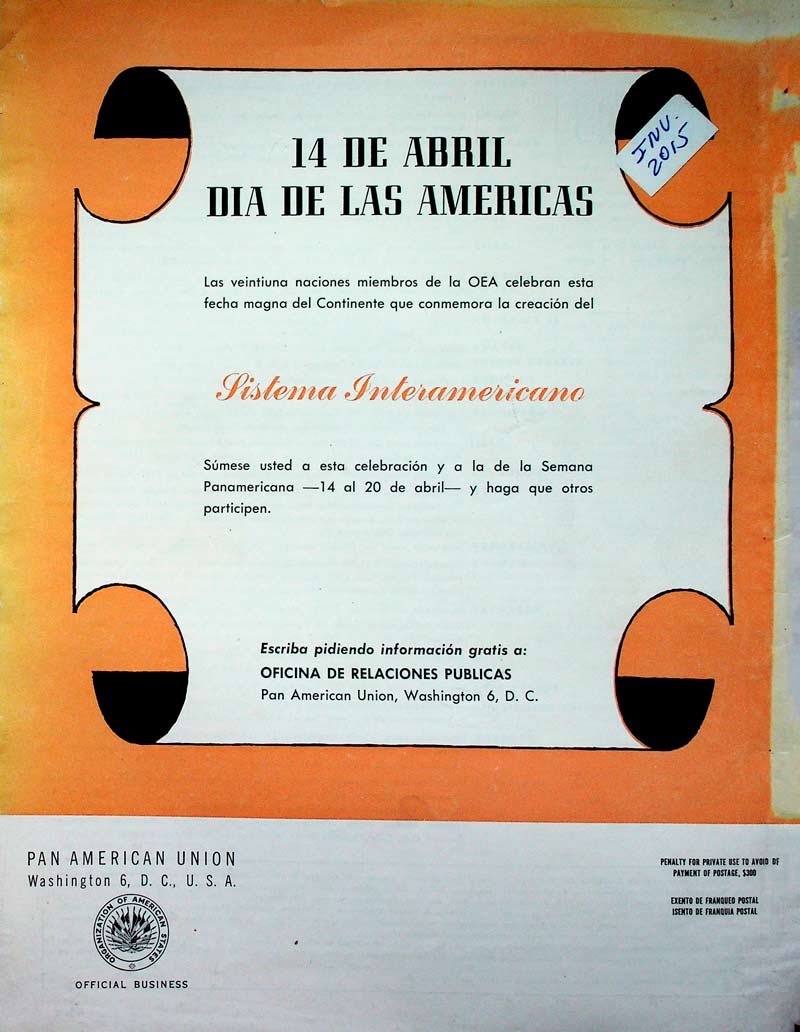 14 DE ABRIL
DIA DE LAS AMERICAS
INV.
2015
Las veintiuna naciones miembros de la OEA celebran esta
fecha magna del Continente que conmemora la creación del
Sistema Interamericano
Súmese usted a esta celebración y a la de la Semana
Panamericana —14 al 20 de abril— y haga que otros
participen.
Escriba pidiendo información gratis a:
OFICINA DE RELACIONES PUBLICAS
Pan American Union, Washington 6, D. C.
PAN AMERICAN UNION
Washington 6, D. C., U. S. A.
ORGANIZATION OF AMERICAN STATES
OFFICIAL BUSINESS
PENALTY FOR PRIVATE USE TO AVOID OF
PAYMENT OF POSTAGE, $300
EXENTO DE FRANQUEO POSTAL
ISENTO DE FRANQUIA POSTAL